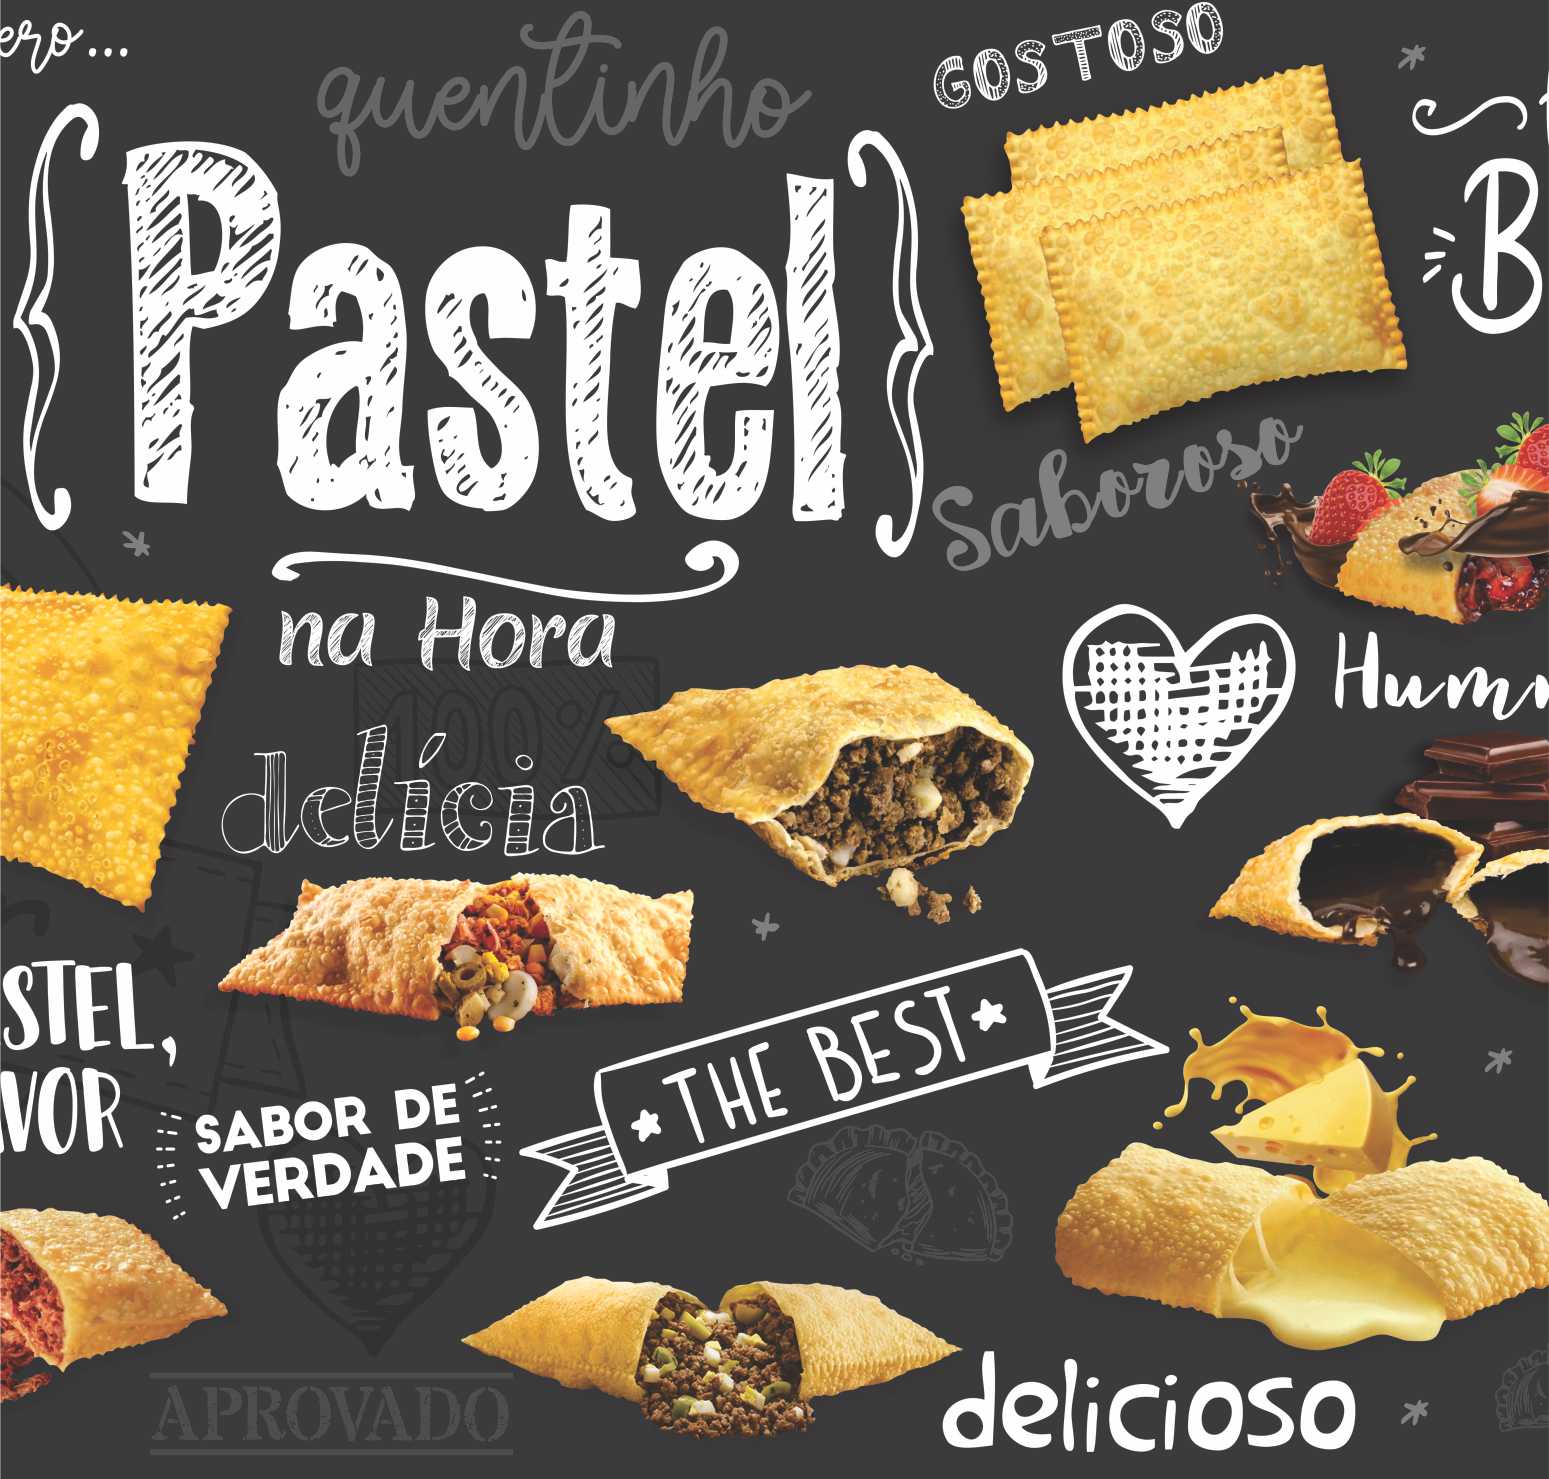 ero...
quentinho
GOSTOSO
Pastel
B
Saboroso
na Hora
Humm
100%
delícia
STEL,
VOR
THE BEST
SABOR DE
VERDADE
APROVADO
delicioso